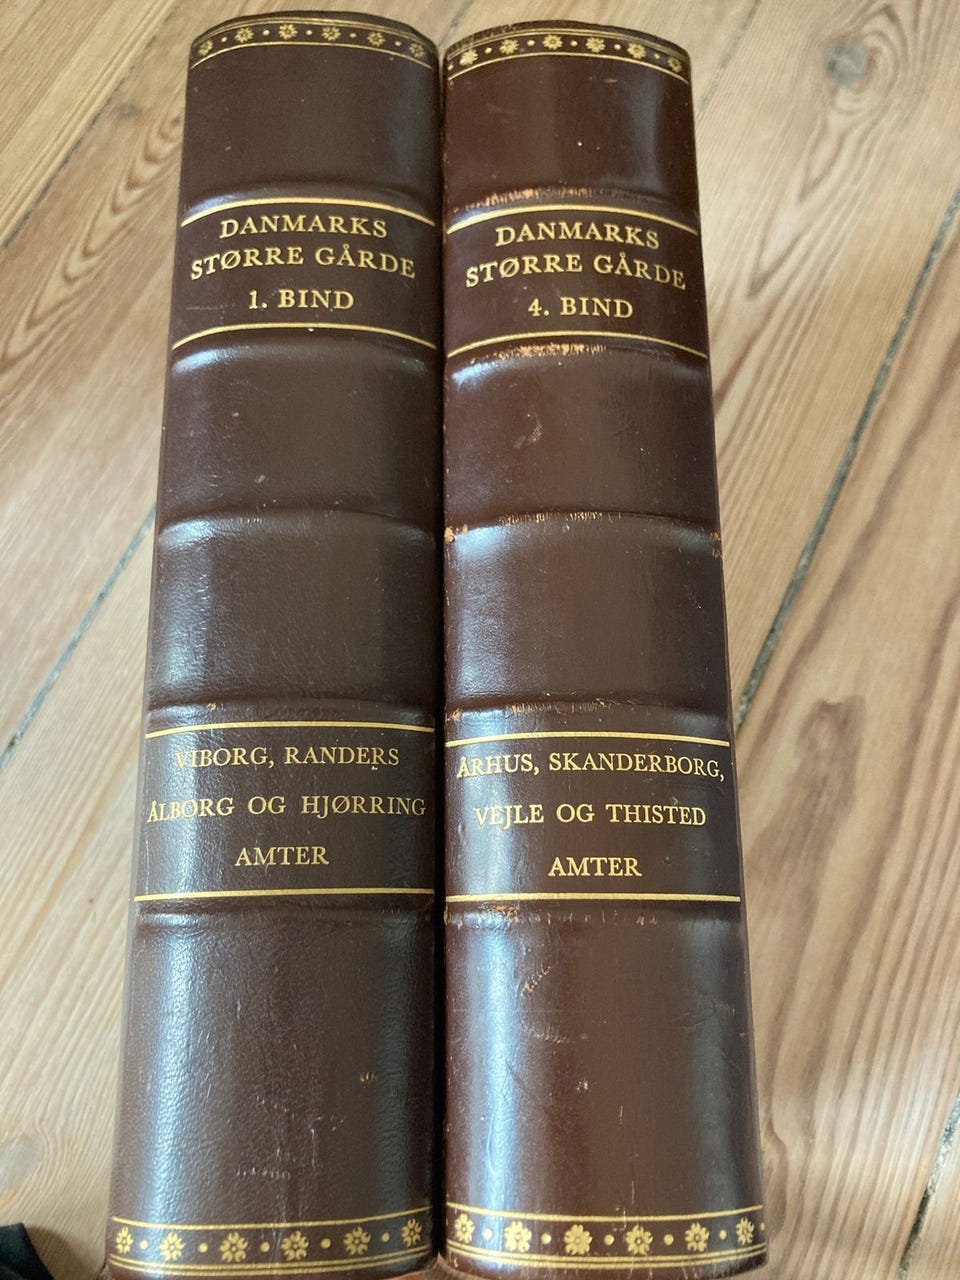 DANMARKS
STØRRE GÅRDE
1. BIND
VIBORG, RANDERS
ÅLBORG OG HJØRRING
AMTER
DANMARKS
STØRRE GÅRDE
4. BIND
ÅRHUS, SKANDERBORG,
VEJLE OG THISTED
AMTER